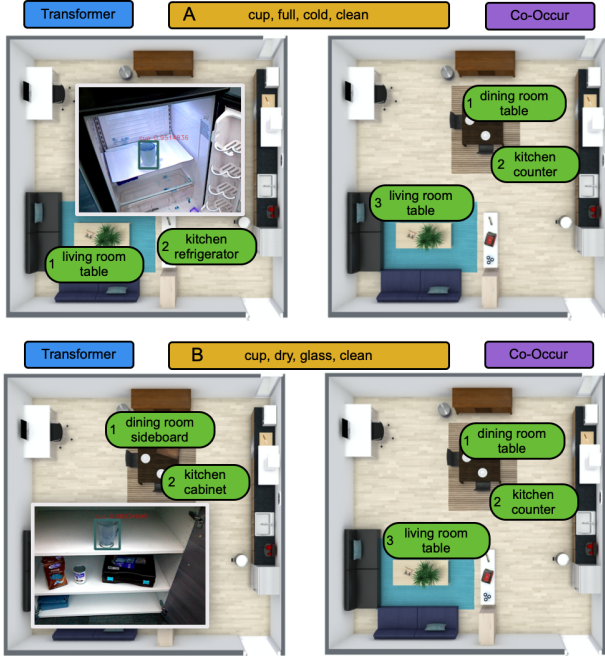 Transformer
A
cup, full, cold, clean
Co-Occur
1 dining room
table
2 kitchen
counter
3 living room
table
1 living room
table
2 kitchen
refrigerator
Transformer
B
cup, dry, glass, clean
Co-Occur
1 dining room
sideboard
2 kitchen
cabinet
1 dining room
table
2 kitchen
counter
3 living room
table